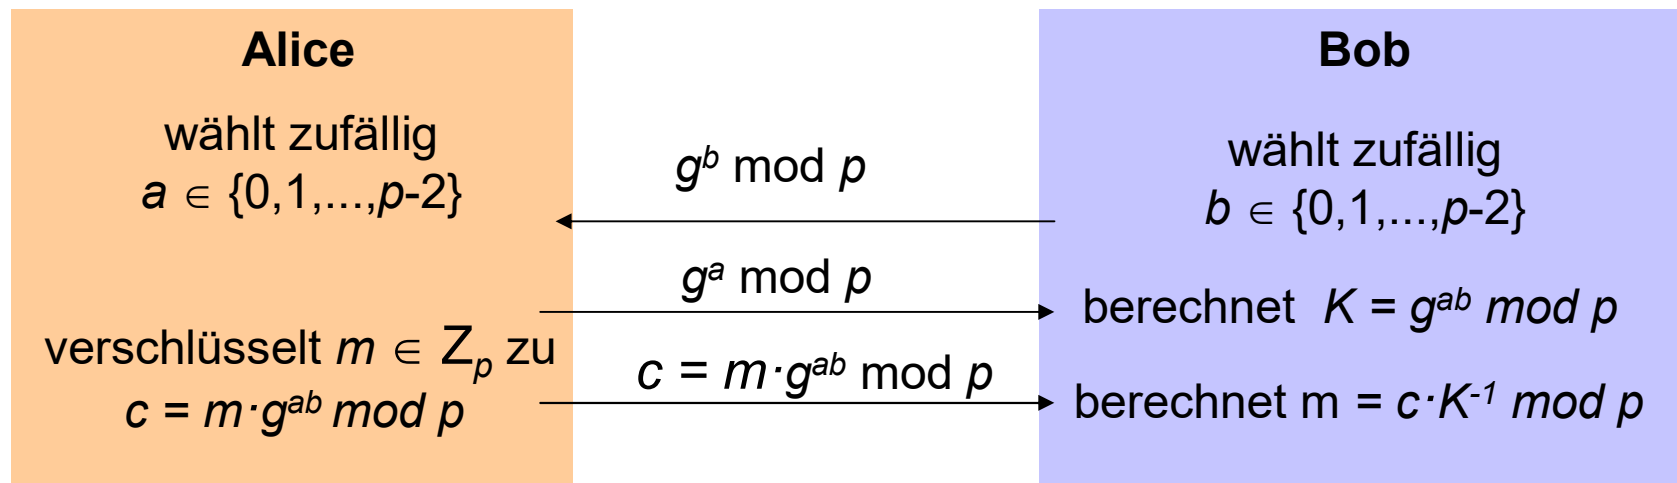 Alice
wählt zufällig
a ∈ {0,1,...,p-2}
verschlüsselt m ∈ Z_p zu
c = m·g^ab mod p
g^b mod p
g^a mod p
c = m·g^ab mod p
Bob
wählt zufällig
b ∈ {0,1,...,p-2}
berechnet K = g^ab mod p
berechnet m = c·K^-1 mod p